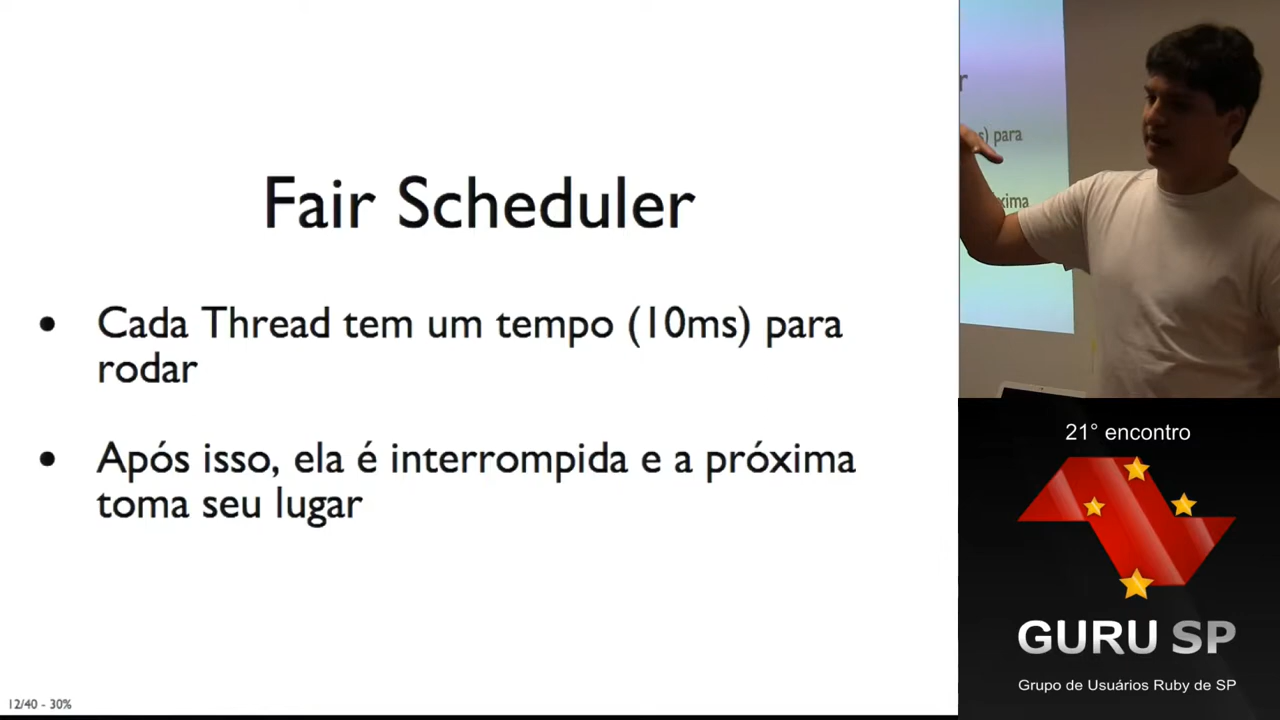 Fair Scheduler
• Cada Thread tem um tempo (10ms) para
rodar
• Após isso, ela é interrompida e a próxima
toma seu lugar
12/40 - 30%
para
21° encontro
GURU SP
Grupo de Usuários Ruby de SP